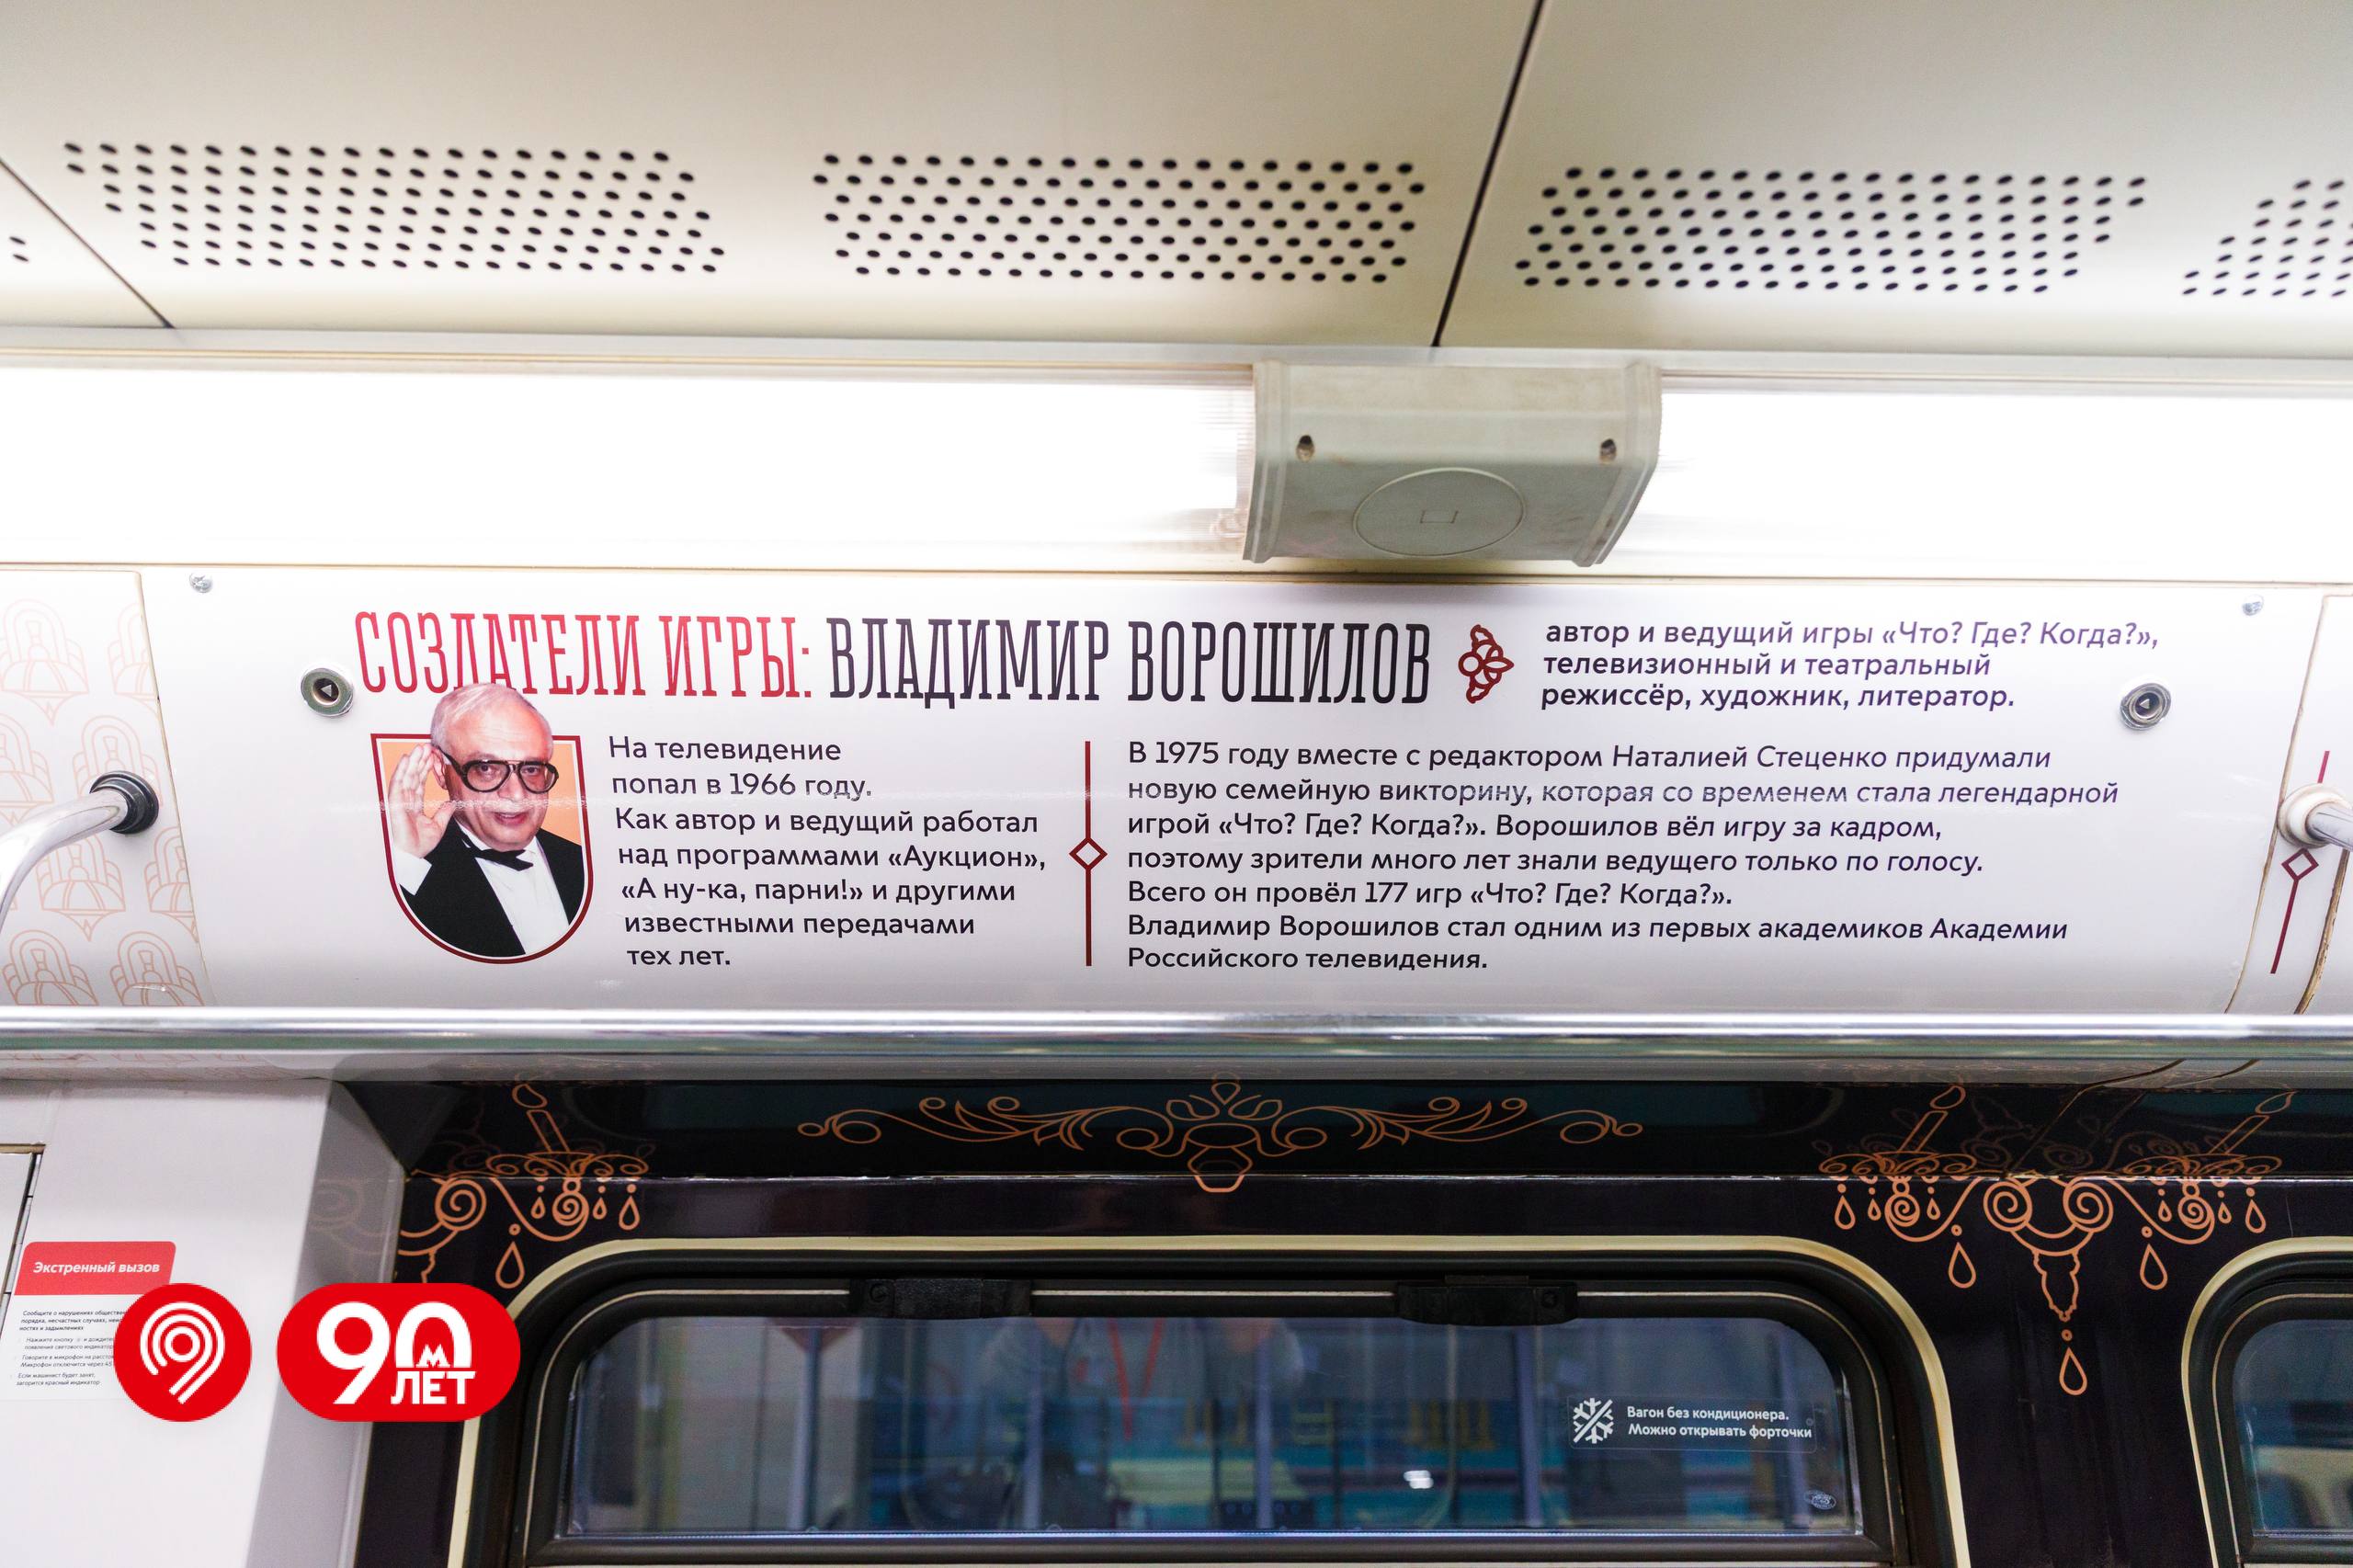 СОЗДАТЕЛИ ИГРЫ: ВЛАДИМИР ВОРОШИЛОВ
автор и ведущий игры «Что? Где? Когда?»,
телевизионный и театральный
режиссёр, художник, литератор.
На телевидение
попал в 1966 году.
Как автор и ведущий работал
над программами «Аукцион»,
«А ну-ка, парни!» и другими
известными передачами
тех лет.
В 1975 году вместе с редактором Наталией Стеценко придумали
новую семейную викторину, которая со временем стала легендарной
игрой «Что? Где? Когда?». Ворошилов вёл игру за кадром,
поэтому зрители много лет знали ведущего только по голосу.
Всего он провёл 177 игр «Что? Где? Когда?».
Владимир Ворошилов стал одним из первых академиков Академии
Российского телевидения.
Экстренный вызов
90
М
ЛЕТ
Вагон без кондиционера.
Можно открывать форточки